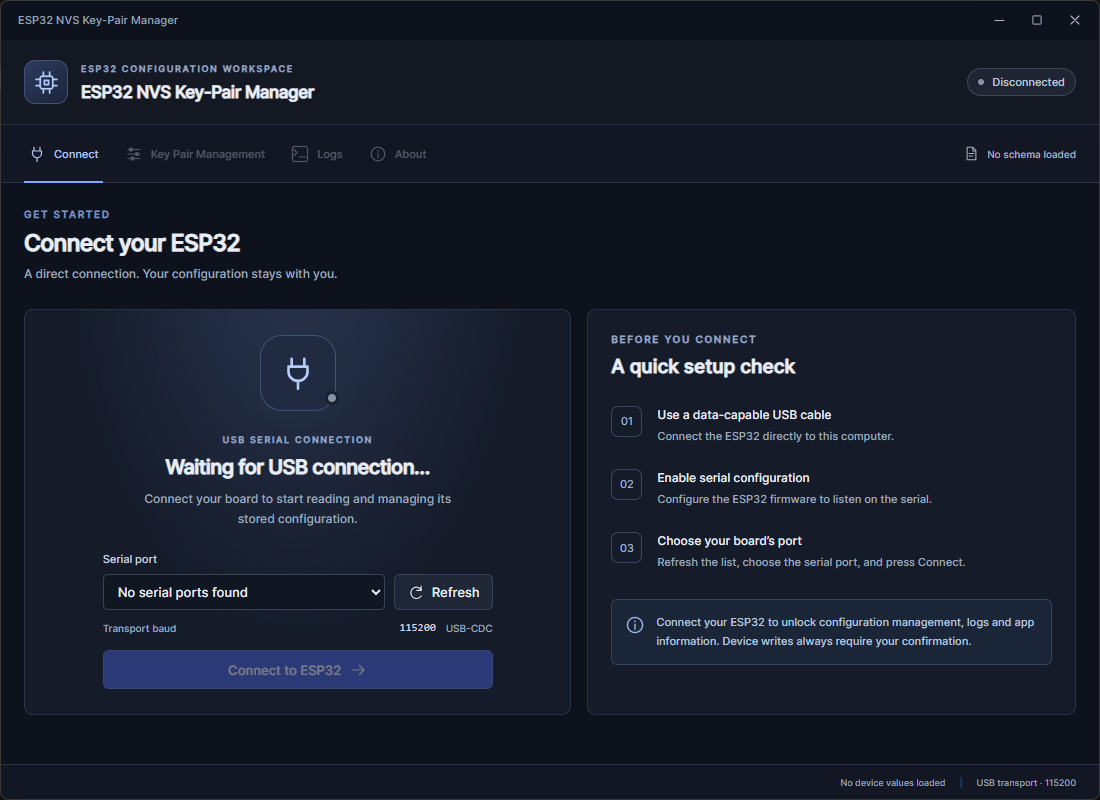 ESP32 NVS Key-Pair Manager
ESP32 CONFIGURATION WORKSPACE
ESP32 NVS Key-Pair Manager
Disconnected
Connect
Key Pair Management
Logs
About
No schema loaded
GET STARTED
Connect your ESP32
A direct connection. Your configuration stays with you.
USB SERIAL CONNECTION
Waiting for USB connection...
Connect your board to start reading and managing its
stored configuration.
Serial port
No serial ports found
Refresh
Transport baud
115200 USB-CDC
Connect to ESP32
BEFORE YOU CONNECT
A quick setup check
01
Use a data-capable USB cable
Connect the ESP32 directly to this computer.
02
Enable serial configuration
Configure the ESP32 firmware to listen on the serial.
03
Choose your board's port
Refresh the list, choose the serial port, and press Connect.
Connect your ESP32 to unlock configuration management, logs and app
information. Device writes always require your confirmation.
No device values loaded
USB transport · 115200